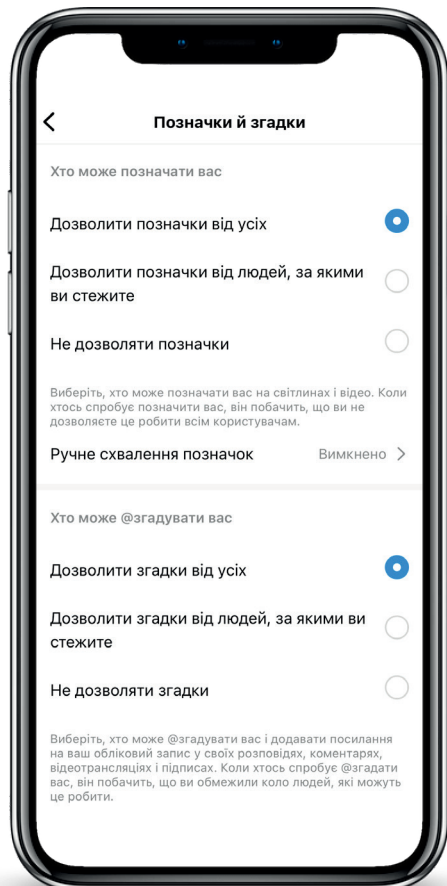 Позначки й згадки
Хто може позначати вас
Дозволити позначки від усіх
Дозволити позначки від людей, за якими
ви стежите
Не дозволяти позначки
Виберіть, хто може позначати вас на світлинах і відео. Коли
хтось спробує позначити вас, він побачить, що ви не
дозволяєте це робити всім користувачам.
Ручне схвалення позначок Вимкнено
Хто може @згадувати вас
Дозволити згадки від усіх
Дозволити згадки від людей, за якими ви
стежите
Не дозволяти згадки
Виберіть, хто може @згадувати вас і додавати посилання
на ваш обліковий запис у своїх розповідях, коментарях,
відеотрансляціях і підписах. Коли хтось спробує @згадати
вас, він побачить, що ви обмежили коло людей, які можуть
це робити.